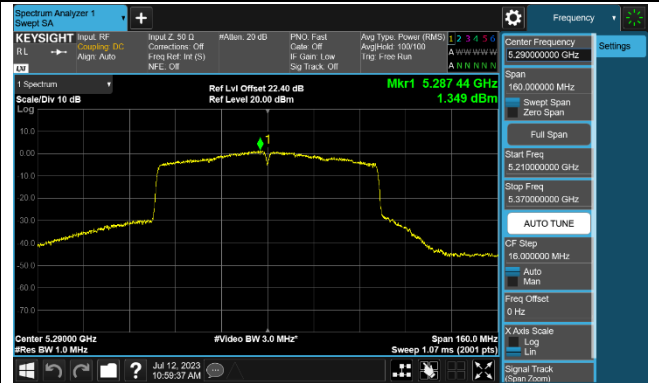 Spectrum Analyzer 1
Swept SA
Frequency
KEYSIGHT
RL
LXI
Input: RF
Coupling: DC
Align: Auto
Input Z: 50 Ω
Corrections: Off
Freq Ref: Int (S)
NFE: Off
#Atten: 20 dB
PNO: Fast
Gate: Off
IF Gain: Low
Sig Track: Off
Avg Type: Power (RMS)
Avg|Hold: 100/100
Trig: Free Run
1 2 3 4 5 6
A W W W W W
A N N N N N
1 Spectrum
Scale/Div 10 dB
Log
Ref Lvl Offset 22.40 dB
Ref Level 20.00 dBm
Mkr1 5.287 44 GHz
1.349 dBm
10.0
0.00
-10.0
-20.0
-30.0
-40.0
-50.0
-60.0
-70.0
1
Center 5.29000 GHz
#Res BW 1.0 MHz
#Video BW 3.0 MHz*
Span 160.0 MHz
Sweep 1.07 ms (2001 pts)
Jul 12, 2023
10:59:37 AM
Center Frequency
5.290000000 GHz
Settings
Span
160.000000 MHz
Swept Span
Zero Span
Full Span
Start Freq
5.210000000 GHz
Stop Freq
5.370000000 GHz
AUTO TUNE
CF Step
16.000000 MHz
Auto
Man
Freq Offset
0 Hz
X Axis Scale
Log
Lin
Signal Track
(Span Zoom)